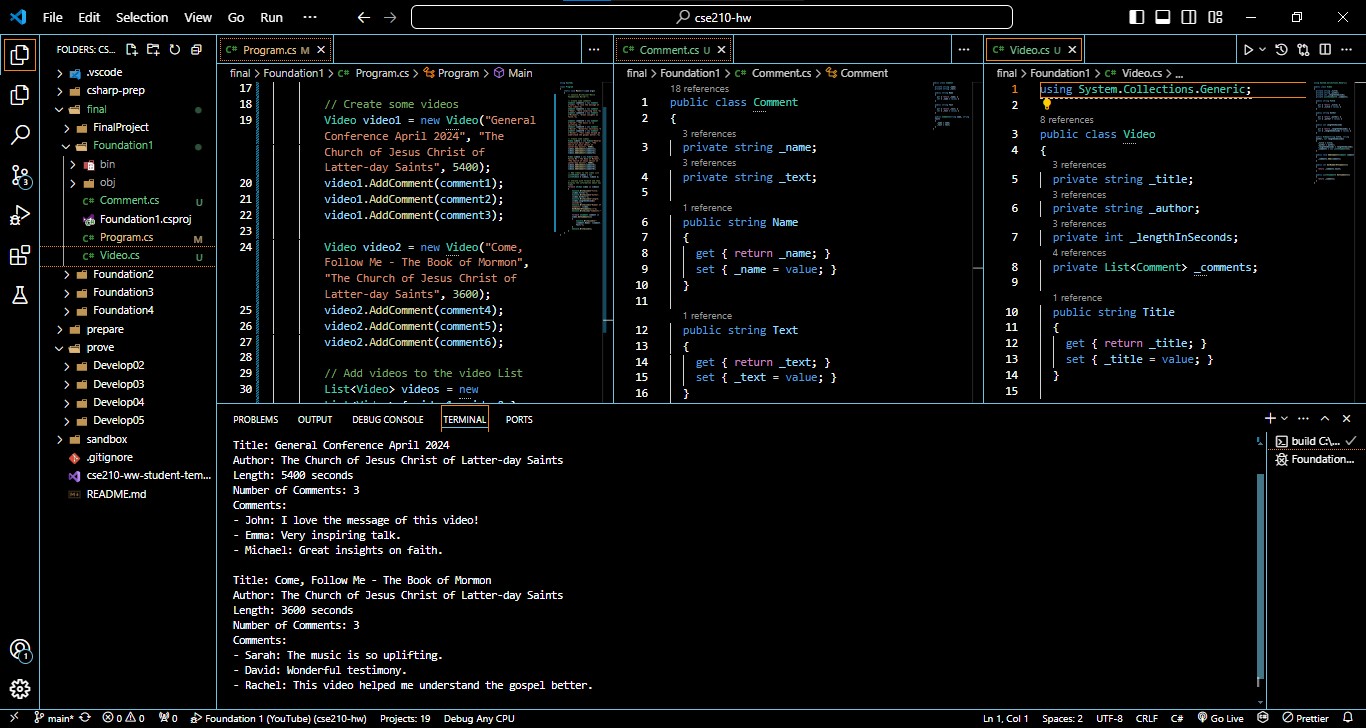 File Edit Selection View Go Run ··· cse210-hw
FOLDERS: CS...
.vscode
csharp-prep
final
FinalProject
Foundation1
bin
obj
C# Comment.cs U
Foundation1.csproj
C# Program.cs M
C# Video.cs U
Foundation2
Foundation3
Foundation4
prepare
prove
Develop02
Develop03
Develop04
Develop05
sandbox
.gitignore
cse210-ww-student-tem...
README.md
C# Program.cs M
final > Foundation1 > C# Program.cs > Program > Main
17
18 // Create some videos
19 Video video1 = new Video("General
Conference April 2024", "The
Church of Jesus Christ of
Latter-day Saints", 5400);
20 video1.AddComment(comment1);
21 video1.AddComment(comment2);
22 video1.AddComment(comment3);
23
24 Video video2 = new Video("Come,
Follow Me - The Book of Mormon",
"The Church of Jesus Christ of
Latter-day Saints", 3600);
25 video2.AddComment(comment4);
26 video2.AddComment(comment5);
27 video2.AddComment(comment6);
28
29 // Add videos to the video List
30 List<Video> videos = new
C# Comment.cs U
final > Foundation1 > C# Comment.cs > Comment
18 references
1 public class Comment
2 {
3 references
3 private string _name;
3 references
4 private string _text;
5
1 reference
6 public string Name
7 {
8 get { return _name; }
9 set { _name = value; }
10 }
11
1 reference
12 public string Text
13 {
14 get { return _text; }
15 set { _text = value; }
16 }
C# Video.cs U
final > Foundation1 > C# Video.cs > ...
1 using System.Collections.Generic;
2
8 references
3 public class Video
4 {
3 references
5 private string _title;
3 references
6 private string _author;
3 references
7 private int _lengthInSeconds;
4 references
8 private List<Comment> _comments;
9
1 reference
10 public string Title
11 {
12 get { return _title; }
13 set { _title = value; }
14 }
15
PROBLEMS OUTPUT DEBUG CONSOLE TERMINAL PORTS
Title: General Conference April 2024
Author: The Church of Jesus Christ of Latter-day Saints
Length: 5400 seconds
Number of Comments: 3
Comments:
- John: I love the message of this video!
- Emma: Very inspiring talk.
- Michael: Great insights on faith.
Title: Come, Follow Me - The Book of Mormon
Author: The Church of Jesus Christ of Latter-day Saints
Length: 3600 seconds
Number of Comments: 3
Comments:
- Sarah: The music is so uplifting.
- David: Wonderful testimony.
- Rachel: This video helped me understand the gospel better.
build C:\...
Foundation...
3
1
main* 0 0 0 Foundation 1 (YouTube) (cse210-hw) Projects: 19 Debug Any CPU Ln 1, Col 1 Spaces: 2 UTF-8 CRLF C# Go Live Prettier